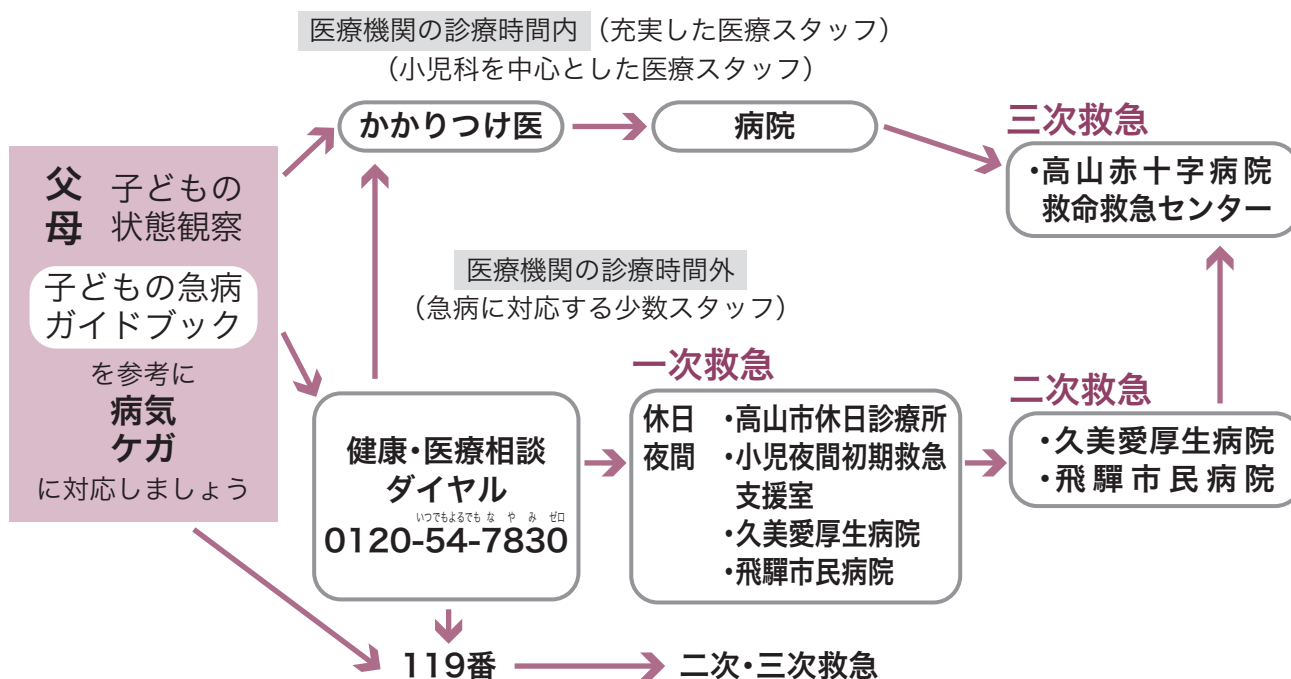 医療機関の診療時間内（充実した医療スタッフ）
（小児科を中心とした医療スタッフ）
かかりつけ医
病院
三次救急
・高山赤十字病院
救命救急センター
父 子どもの
母 状態観察
子どもの急病
ガイドブック
を参考に
病気
ケガ
に対応しましょう
医療機関の診療時間外
（急病に対応する少数スタッフ）
健康・医療相談
ダイヤル
いつでもよるでも な や み ゼロ
0120-54-7830
一次救急
休日 ・高山市休日診療所
夜間 ・小児夜間初期救急
支援室
・久美愛厚生病院
・飛驒市民病院
二次救急
・久美愛厚生病院
・飛驒市民病院
119番
二次・三次救急